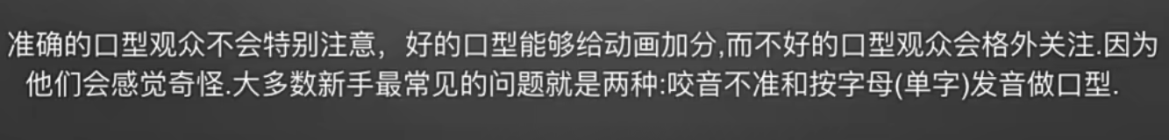 准确的口型观众不会特别注意，好的口型能够给动画加分,而不好的口型观众会格外关注.因为
他们会感觉奇怪.大多数新手最常见的问题就是两种:咬音不准和按字母(单字)发音做口型.